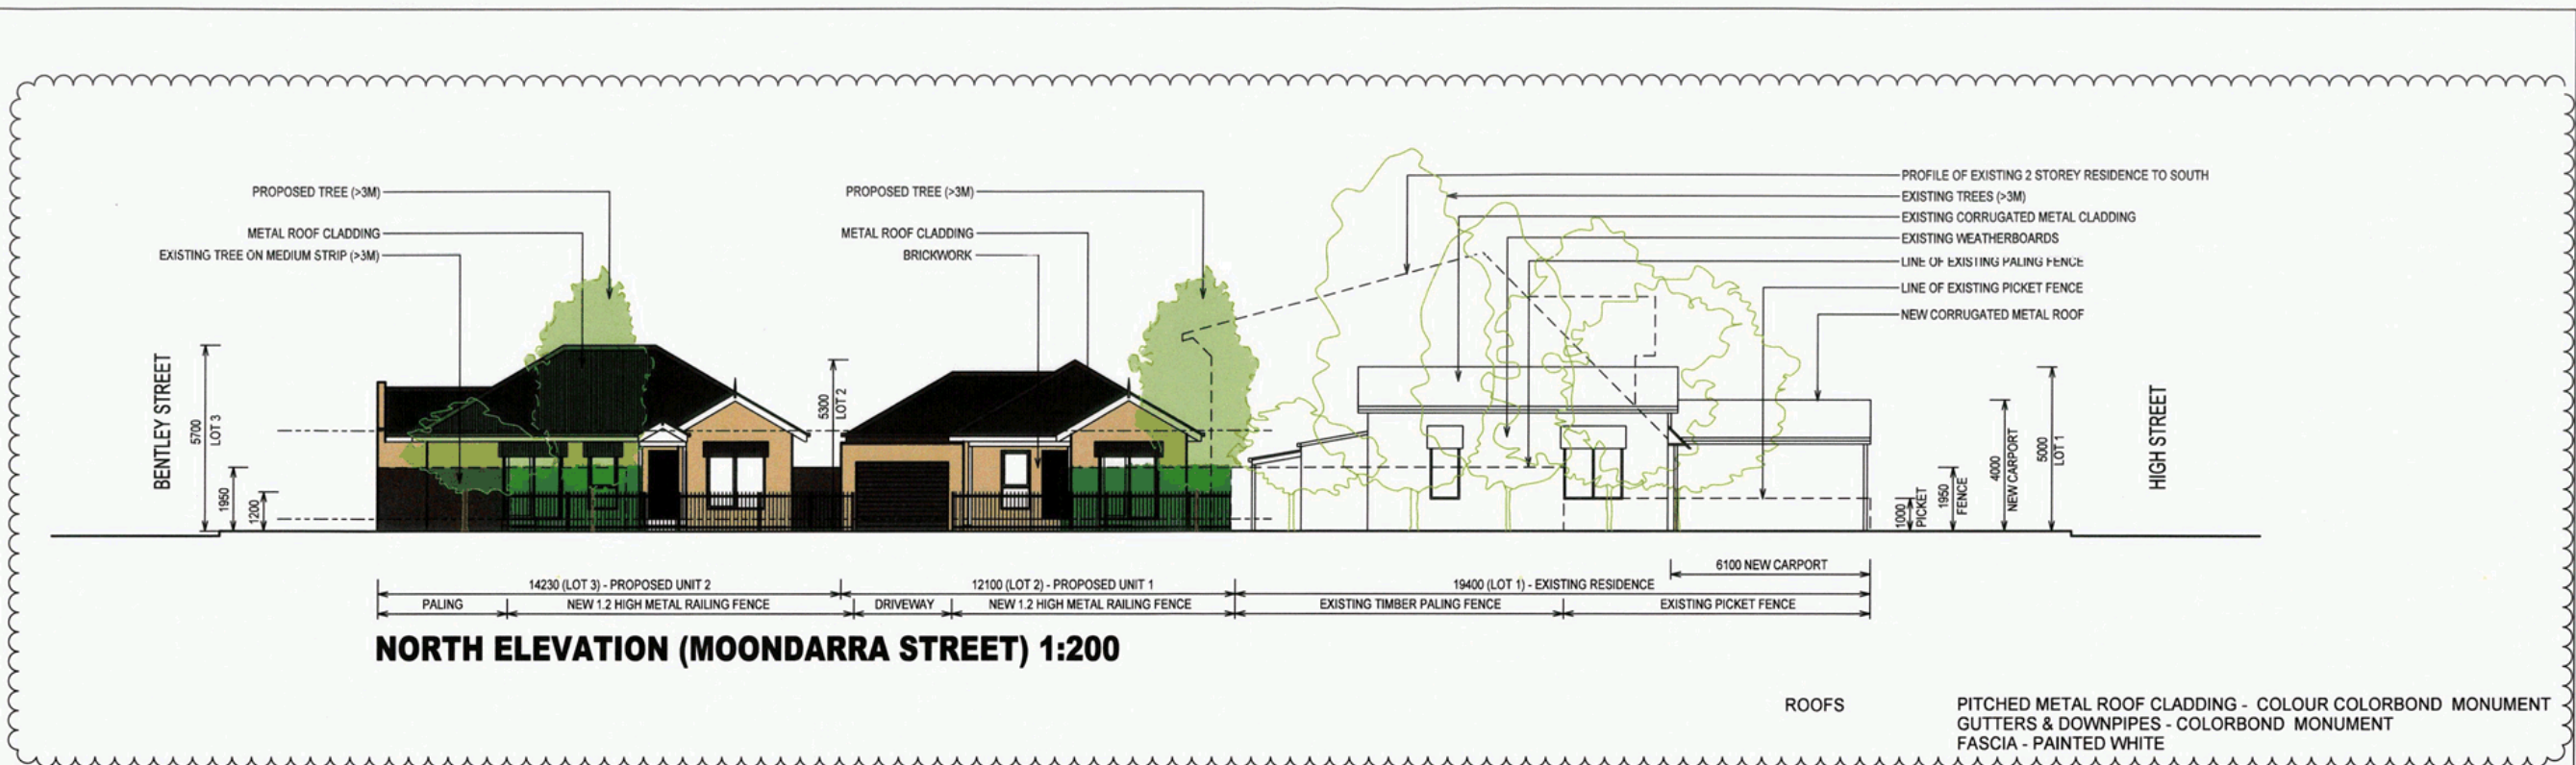 PROPOSED TREE (>3M)
METAL ROOF CLADDING
EXISTING TREE ON MEDIUM STRIP (>3M)
PROPOSED TREE (>3M)
METAL ROOF CLADDING
BRICKWORK
PROFILE OF EXISTING 2 STOREY RESIDENCE TO SOUTH
EXISTING TREES (>3M)
EXISTING CORRUGATED METAL CLADDING
EXISTING WEATHERBOARDS
LINE OF EXISTING PALING FENCE
LINE OF EXISTING PICKET FENCE
NEW CORRUGATED METAL ROOF
BENTLEY STREET
5700
LOT 3
1950
1200
5300
LOT 2
1000
PICKET
1950
FENCE
4000
NEW CARPORT
5000
LOT 1
HIGH STREET
6100 NEW CARPORT
14230 (LOT 3) - PROPOSED UNIT 2
12100 (LOT 2) - PROPOSED UNIT 1
19400 (LOT 1) - EXISTING RESIDENCE
PALING
NEW 1.2 HIGH METAL RAILING FENCE
DRIVEWAY
NEW 1.2 HIGH METAL RAILING FENCE
EXISTING TIMBER PALING FENCE
EXISTING PICKET FENCE
NORTH ELEVATION (MOONDARRA STREET) 1:200
ROOFS
PITCHED METAL ROOF CLADDING - COLOUR COLORBOND MONUMENT
GUTTERS & DOWNPIPES - COLORBOND MONUMENT
FASCIA - PAINTED WHITE